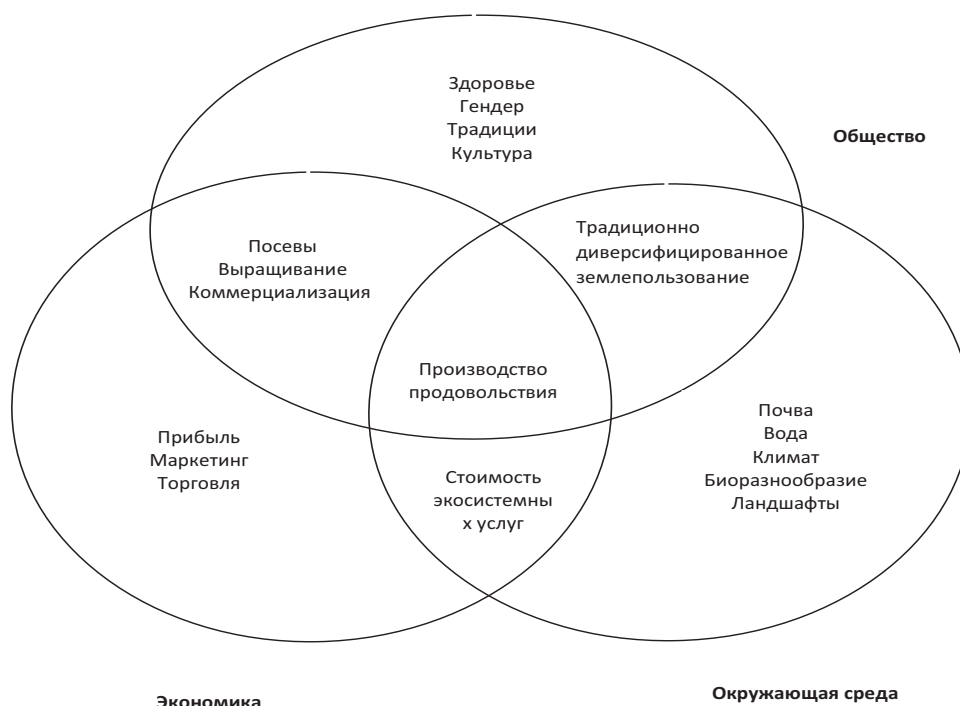 Здоровье
Гендер
Традиции
Культура
Общество
Посевы
Выращивание
Коммерциализация
Традиционно
диверсифицированное
землепользование
Производство
продовольствия
Прибыль
Маркетинг
Торговля
Почва
Вода
Климат
Биоразнообразие
Ландшафты
Стоимость
экосистемны
х услуг
Экономика
Окружающая среда